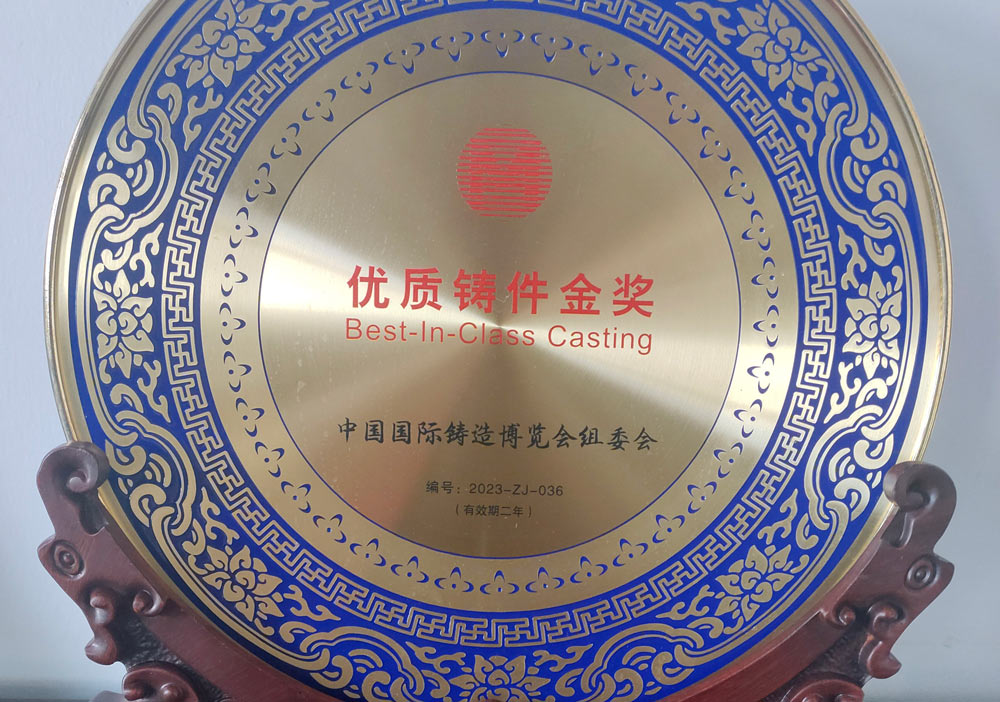 优质铸件金奖
Best-In-Class Casting
中国国际铸造博览会组委会
编号：2023-ZJ-036
（有效期二年）